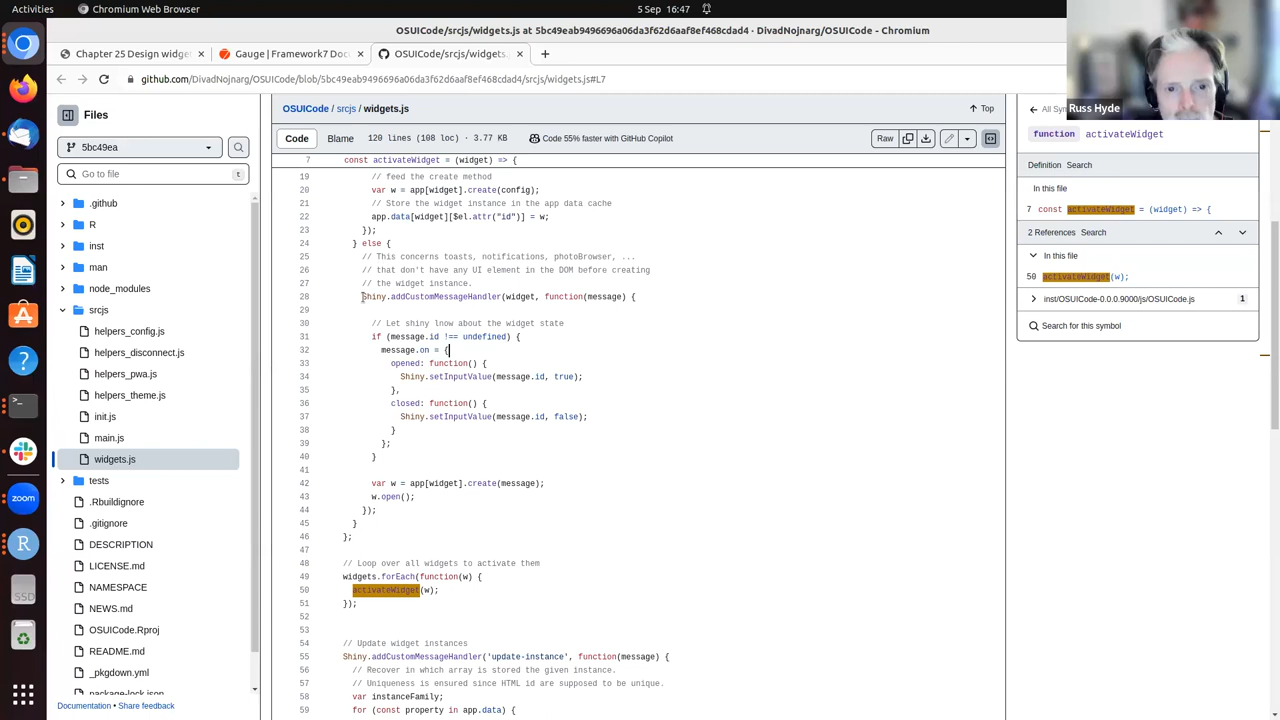 Activities
Chromium Web Browser
5 Sep 16:47
OSUICode/srcjs/widgets.js at 5bc49eab9496696a06da3f62d6aaf8ef468cdad4 · DivadNojnarg/OSUICode — Chromium
Chapter 25 Design widge
Gauge | Framework7 Doc
OSUICode/srcjs/widgets.
github.com/DivadNojnarg/OSUICode/blob/5bc49eab9496696a06da3f62d6aaf8ef468cdad4/srcjs/widgets.js#L7
Russ Hyde
Files
5bc49ea
Go to file
t
.github
R
inst
man
node_modules
srcjs
helpers_config.js
helpers_disconnect.js
helpers_pwa.js
helpers_theme.js
init.js
main.js
widgets.js
tests
.Rbuildignore
.gitignore
DESCRIPTION
LICENSE.md
NAMESPACE
NEWS.md
OSUICode.Rproj
README.md
_pkgdown.yml
package-lock.json
Documentation · Share feedback
OSUICode / srcjs / widgets.js
Top
Code
Blame
120 lines (108 loc) · 3.77 KB
Code 55% faster with GitHub Copilot
Raw
7 const activateWidget = (widget) => {
19 // feed the create method
20 var w = app[widget].create(config);
21 // Store the widget instance in the app data cache
22 app.data[widget][$el.attr("id")] = w;
23 });
24 } else {
25 // This concerns toasts, notifications, photoBrowser, ...
26 // that don't have any UI element in the DOM before creating
27 // the widget instance.
28 Shiny.addCustomMessageHandler(widget, function(message) {
29
30 // Let shiny lnow about the widget state
31 if (message.id !== undefined) {
32 message.on = {
33 opened: function() {
34 Shiny.setInputValue(message.id, true);
35 },
36 closed: function() {
37 Shiny.setInputValue(message.id, false);
38 }
39 };
40 }
41
42 var w = app[widget].create(message);
43 w.open();
44 });
45 }
46 };
47
48 // Loop over all widgets to activate them
49 widgets.forEach(function(w) {
50 activateWidget(w);
51 });
52
53
54 // Update widget instances
55 Shiny.addCustomMessageHandler('update-instance', function(message) {
56 // Recover in which array is stored the given instance.
57 // Uniqueness is ensured since HTML id are supposed to be unique.
58 var instanceFamily;
59 for (const property in app.data) {
All Sy
function activateWidget
Definition Search
In this file
7 const activateWidget = (widget) => {
2 References Search
In this file
50 activateWidget(w);
inst/OSUICode-0.0.0.9000/js/OSUICode.js 1
Search for this symbol
zoom
R
SSD